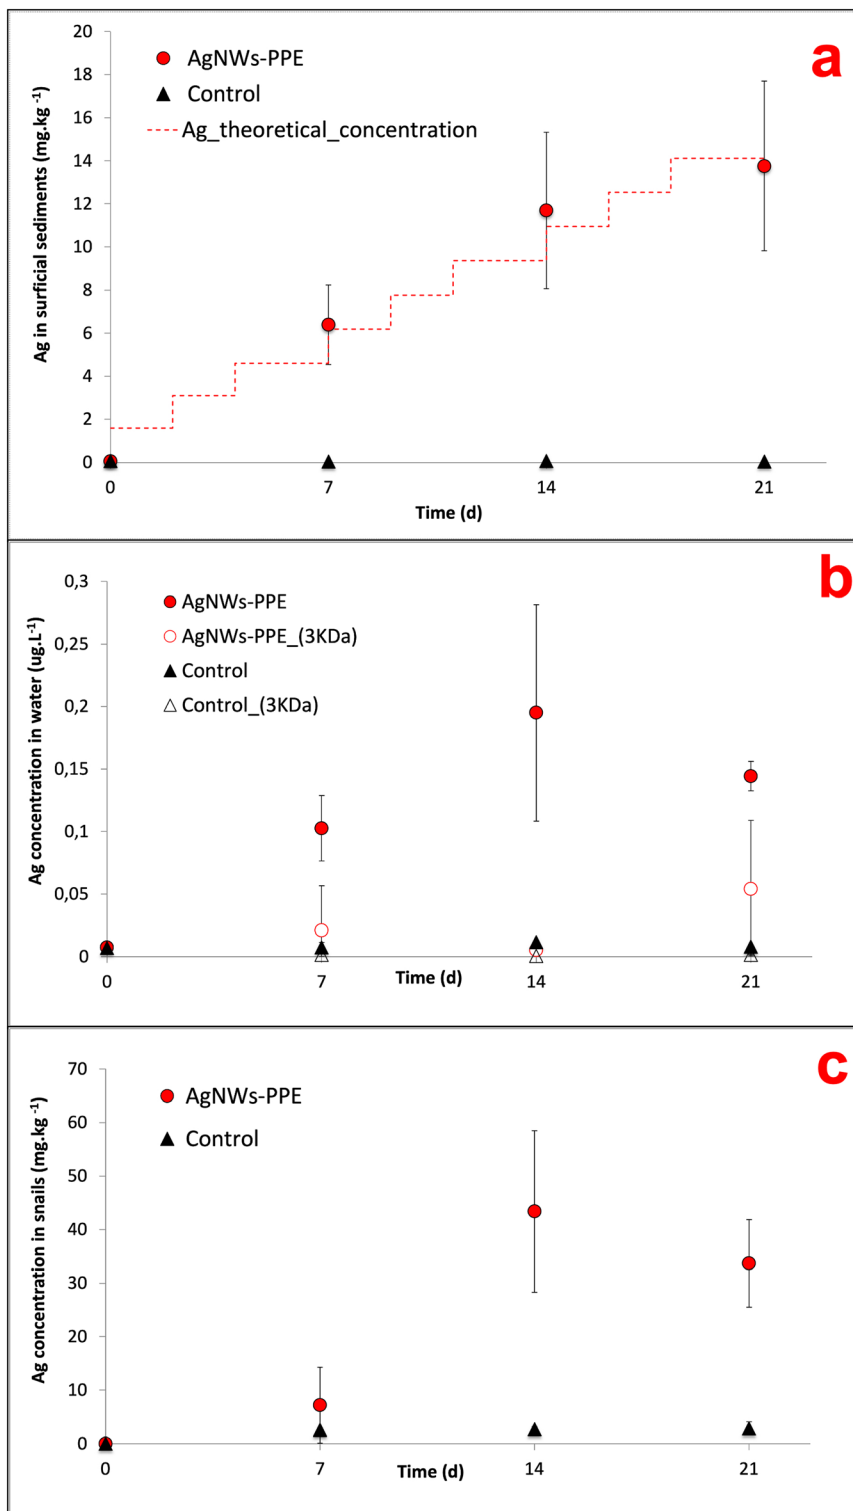 a
20
18
16
14
12
10
8
6
4
2
0
Ag in surficial sediments (mg.kg -1)
AgNWs-PPE
Control
Ag_theoretical_concentration
0 7 14 21
Time (d)
b
0,3
0,25
0,2
0,15
0,1
0,05
0
Ag concentration in water (ug.L-1)
AgNWs-PPE
AgNWs-PPE_(3KDa)
Control
Control_(3KDa)
0 7 14 21
Time (d)
c
70
60
50
40
30
20
10
0
Ag concentration in snails (mg.kg -1)
AgNWs-PPE
Control
0 7 14 21
Time (d)